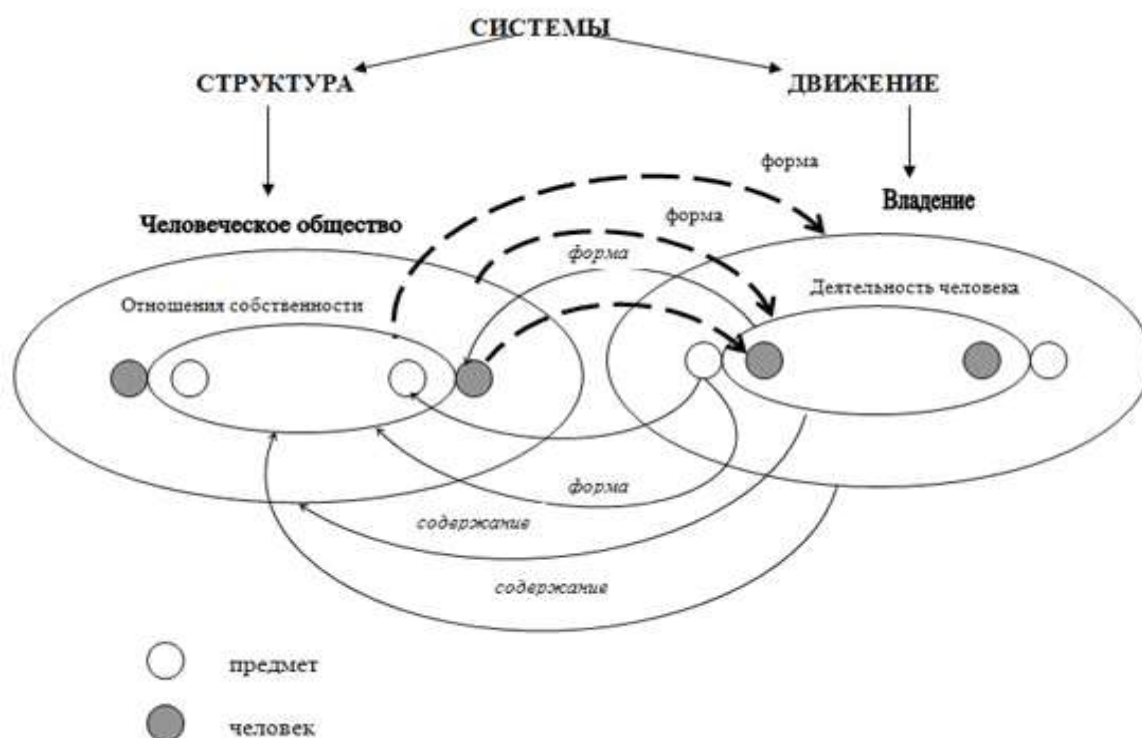 СИСТЕМЫ
СТРУКТУРА
ДВИЖЕНИЕ
форма
Владение
Человеческое общество
форма
форма
Отношения собственности
Деятельность человека
форма
содержание
содержание
предмет
человек